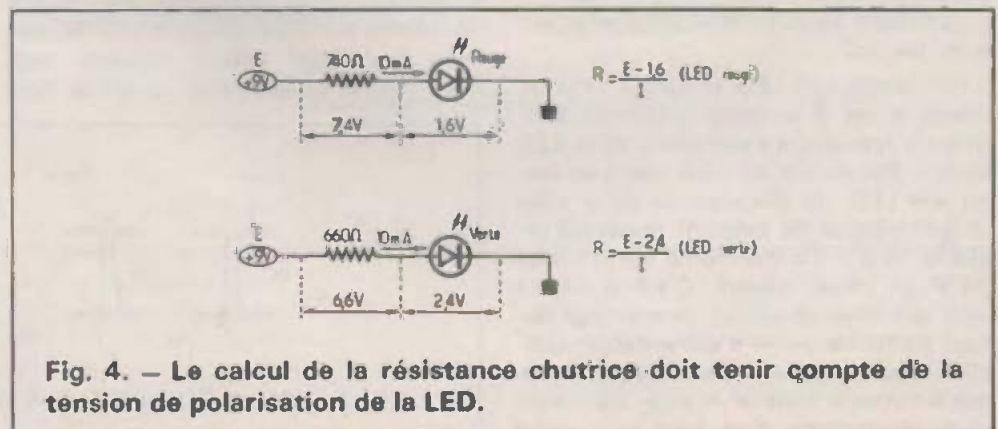 E
+9V
740Ω
10mA
Rouge
R = E-1,6 / I (LED rouge)
7,4V
1,6V
E
+9V
660Ω
10mA
Verte
R = E-2,4 / I (LED verte)
6,6V
2,4V
Fig. 4. — Le calcul de la résistance chutrice doit tenir compte de la
tension de polarisation de la LED.